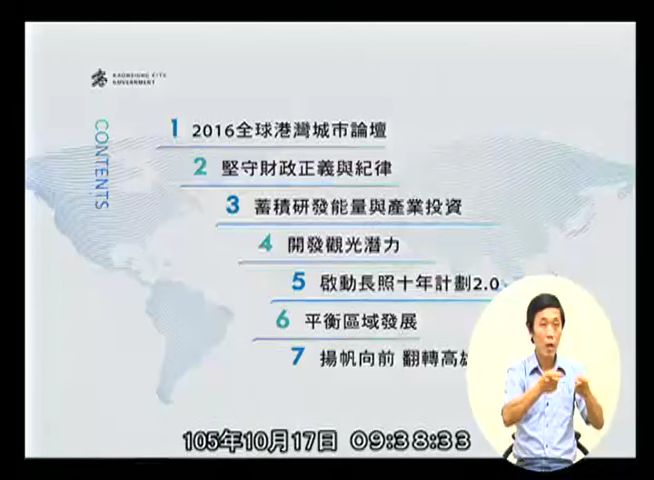 KAOHSIUNG CITY
GOVERNMENT
CONTENTS
1 2016全球港灣城市論壇
2 堅守財政正義與紀律
3 蓄積研發能量與產業投資
4 開發觀光潛力
5 啟動長照十年計劃2.0
6 平衡區域發展
7 揚帆向前 翻轉高雄
105年10月17日 09:38:33